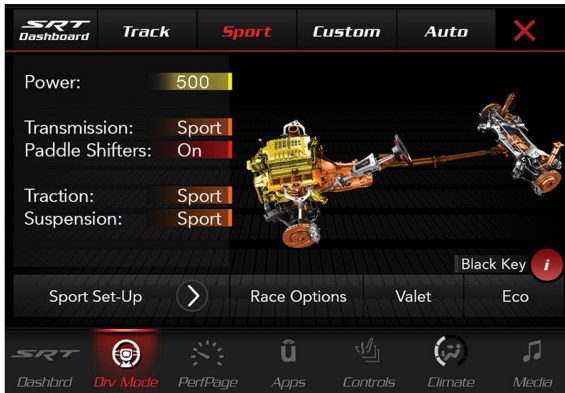 SRT
Dashboard
Track
Sport
Custom
Auto
Power: 500
Transmission: Sport
Paddle Shifters: On
Traction: Sport
Suspension: Sport
Black Key i
Sport Set-Up
Race Options
Valet
Eco
SRT
Dashbrd
Drv Mode
PerfPage
Apps
Controls
Climate
Media